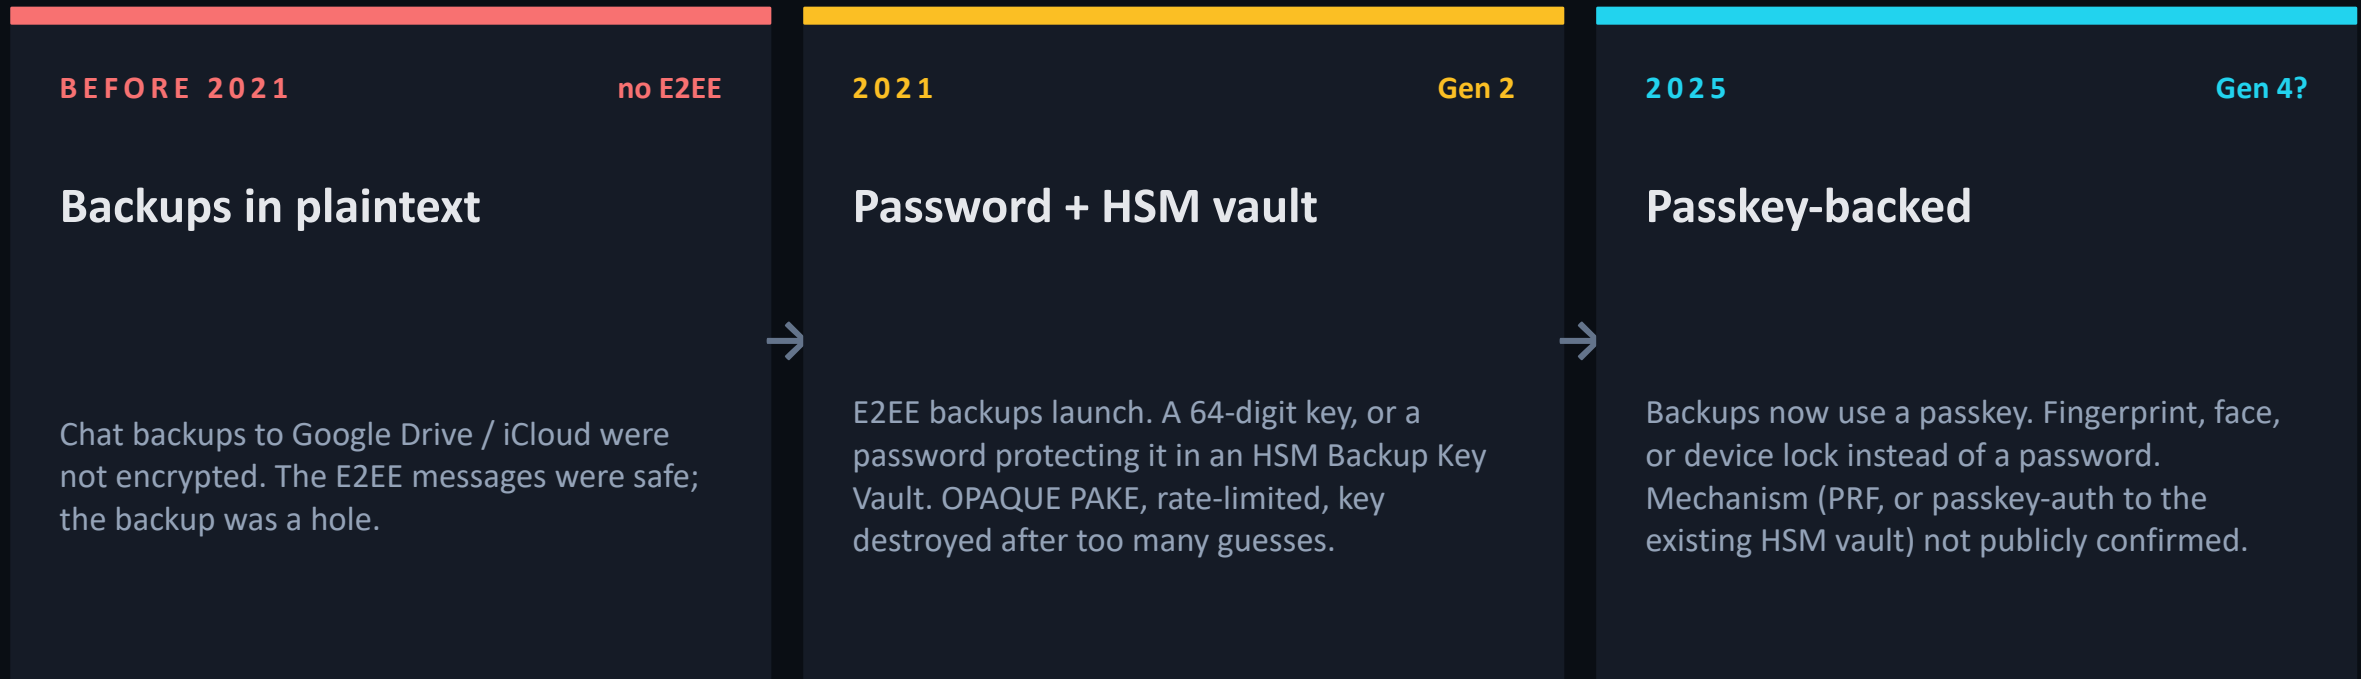 BEFORE 2021
no E2EE
Backups in plaintext
Chat backups to Google Drive / iCloud were
not encrypted. The E2EE messages were safe;
the backup was a hole.
→
2021
Gen 2
Password + HSM vault
E2EE backups launch. A 64-digit key, or a
password protecting it in an HSM Backup Key
Vault. OPAQUE PAKE, rate-limited, key
destroyed after too many guesses.
→
2025
Gen 4?
Passkey-backed
Backups now use a passkey. Fingerprint, face,
or device lock instead of a password.
Mechanism (PRF, or passkey-auth to the
existing HSM vault) not publicly confirmed.